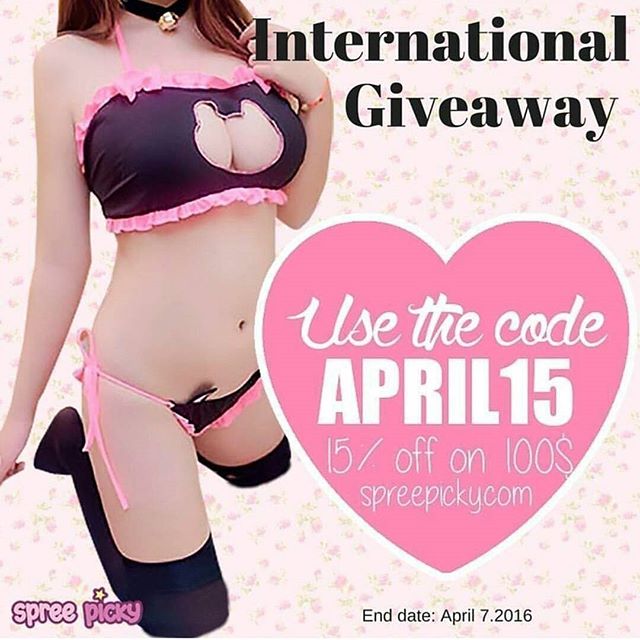 International
Giveaway
Use the code
APRIL15
15% off on 100$
spreepicky.com
spree picky
End date: April 7.2016